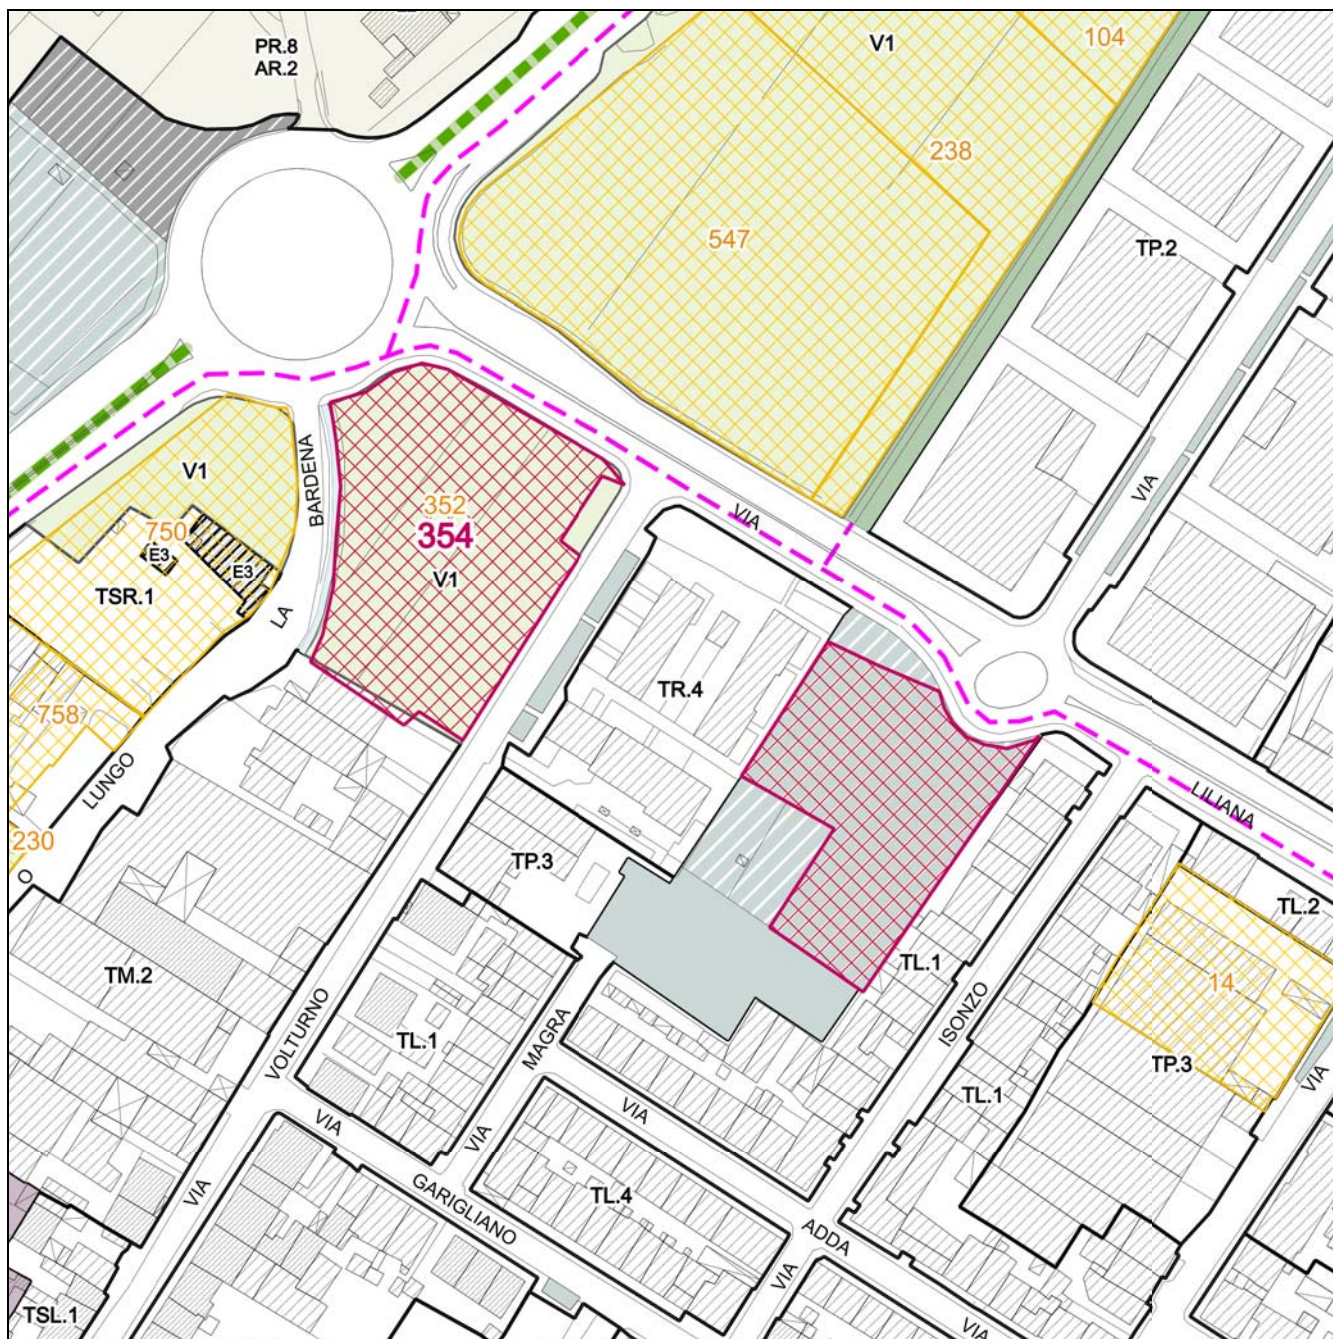 PR.8
AR.2
V1
104
238
547
TP.2
V1
BARDENA
352
354
V1
750
E3
E3
TSR.1
LA
VIA
VIA
TR.4
758
LUNGO
LILIANA
230
TP.3
TL.2
TM.2
TL.1
14
VOLTURNO
TL.1
MAGRA
ISONZO
TP.3
VIA
TL.1
VIA
VIA
VIA
VIA
GARIGLIANO
TL.4
ADDA
VIA
VIA
TSL.1